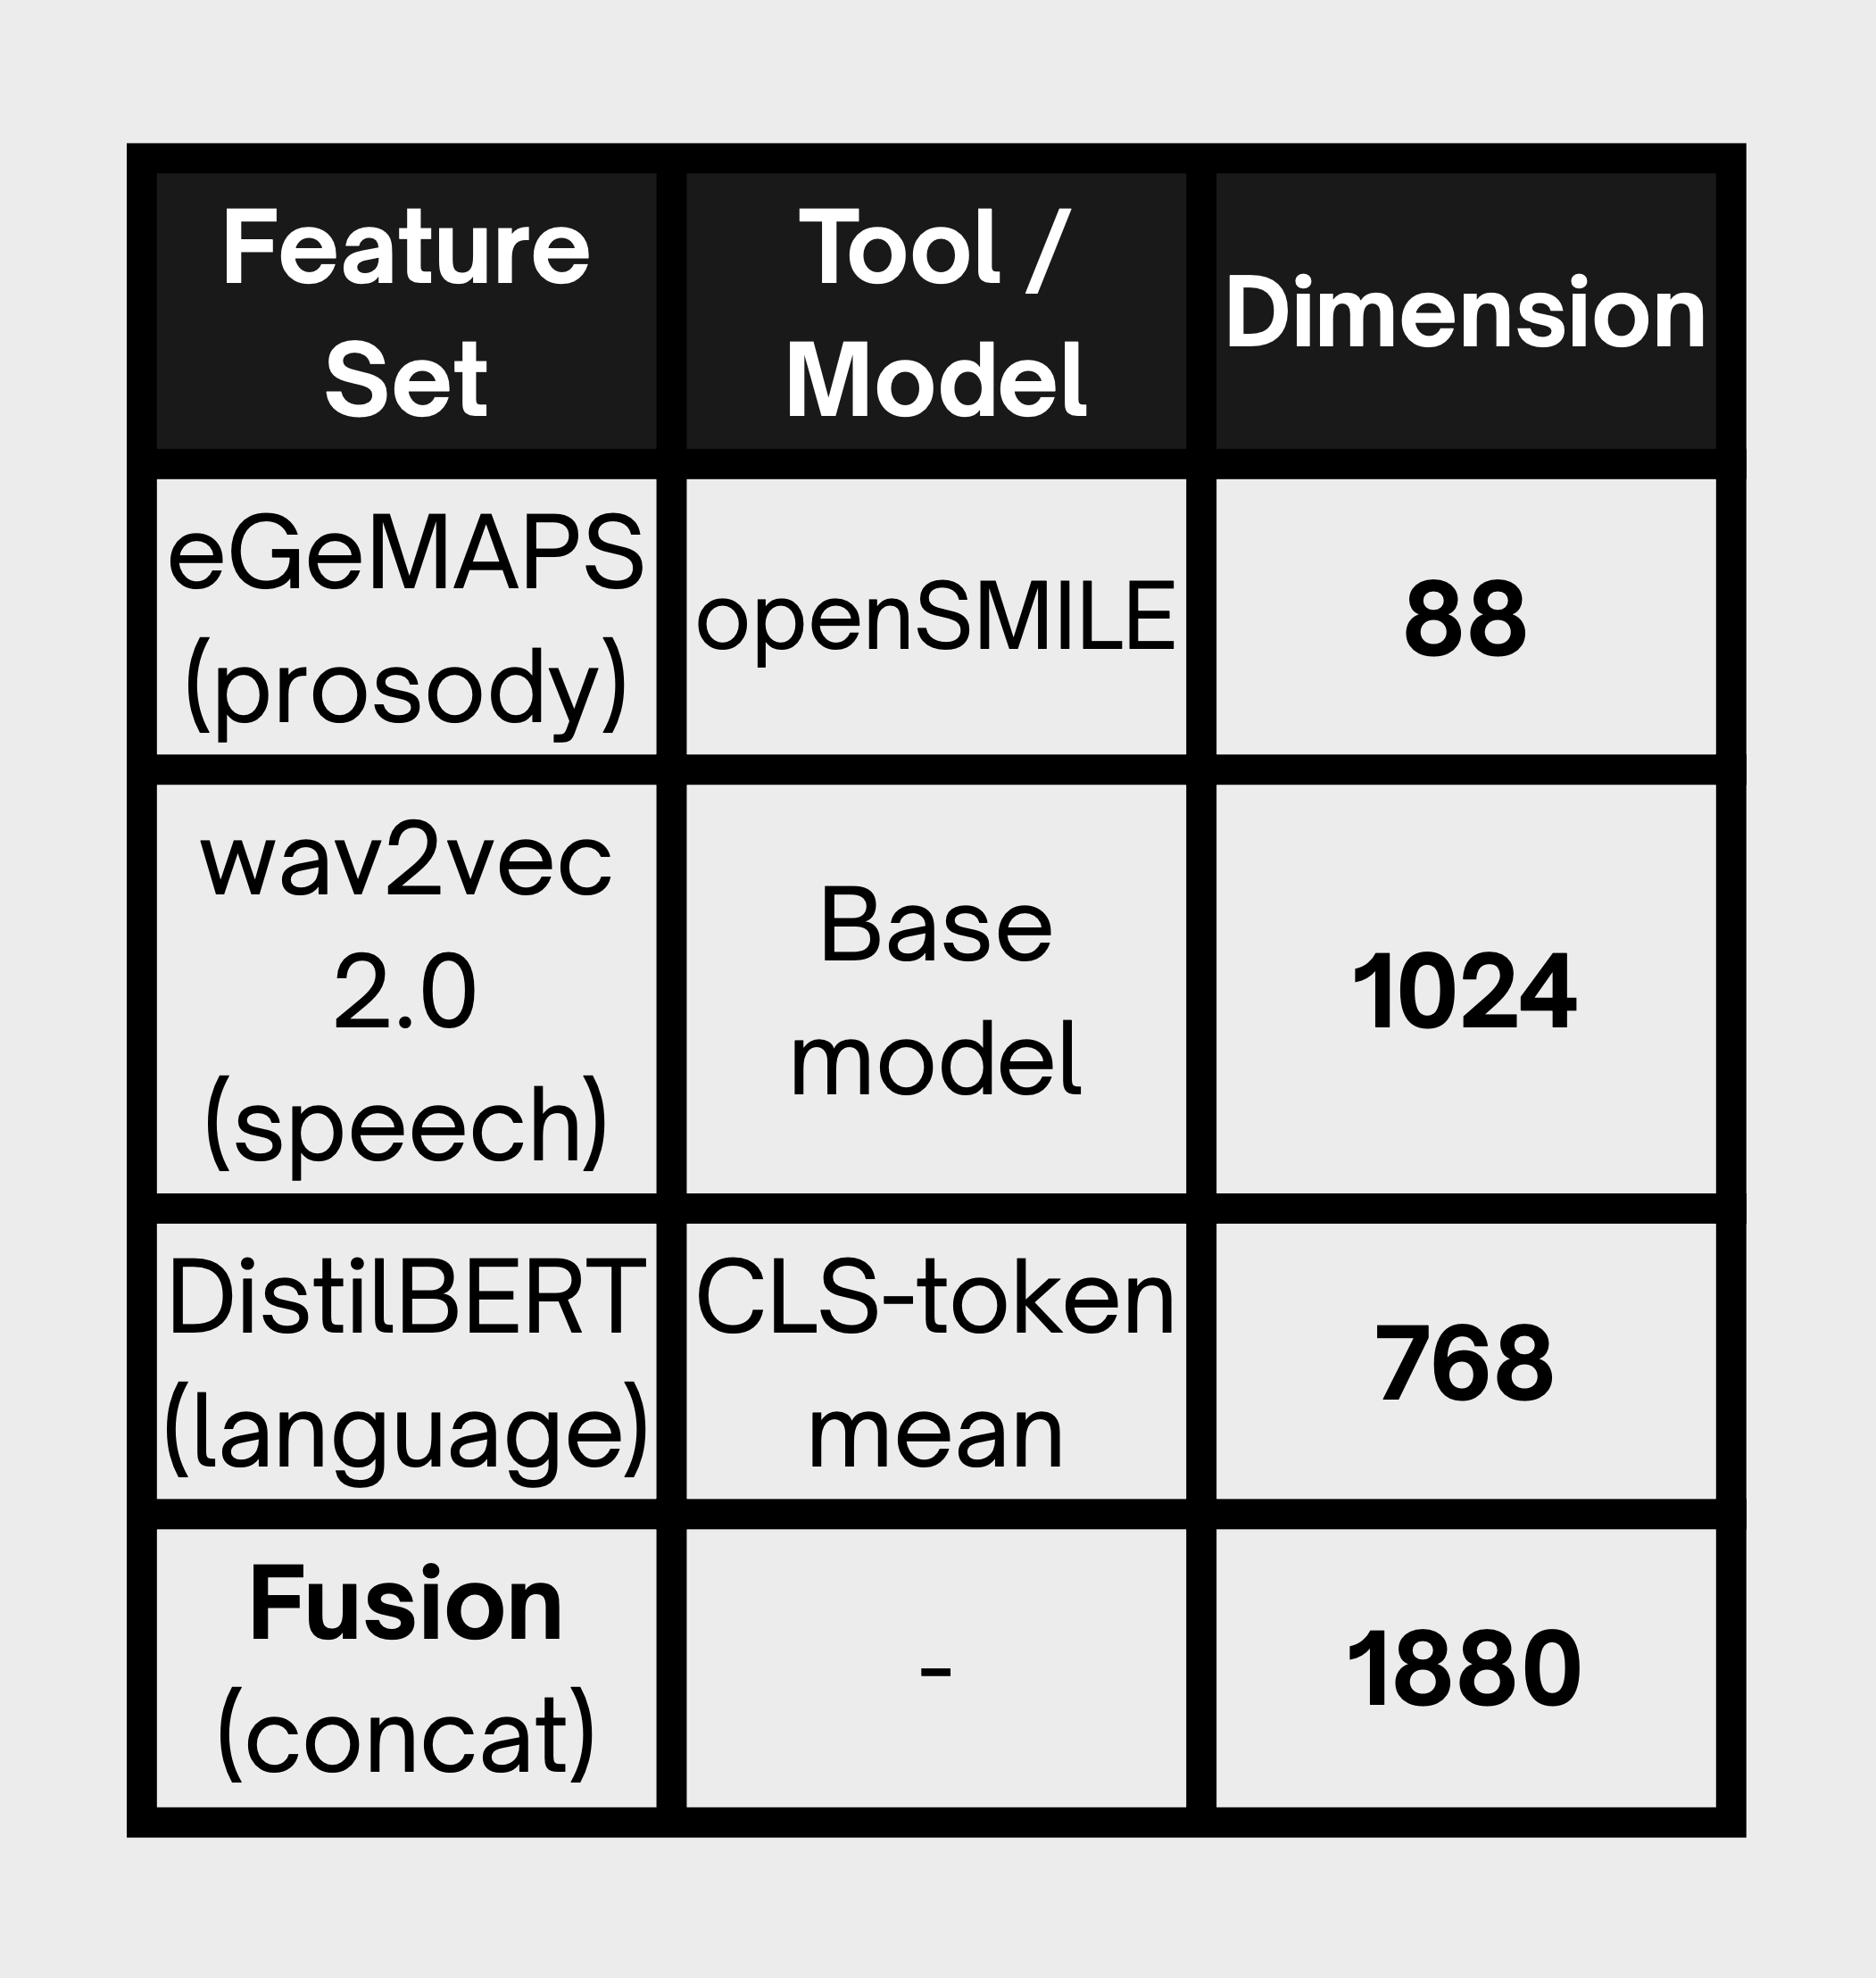 Feature
Set
Tool /
Model
Dimension
eGeMAPS
(prosody)
openSMILE
88
wav2vec
2.0
(speech)
Base
model
1024
DistilBERT
(language)
CLS-token
mean
768
Fusion
(concat)
-
1880